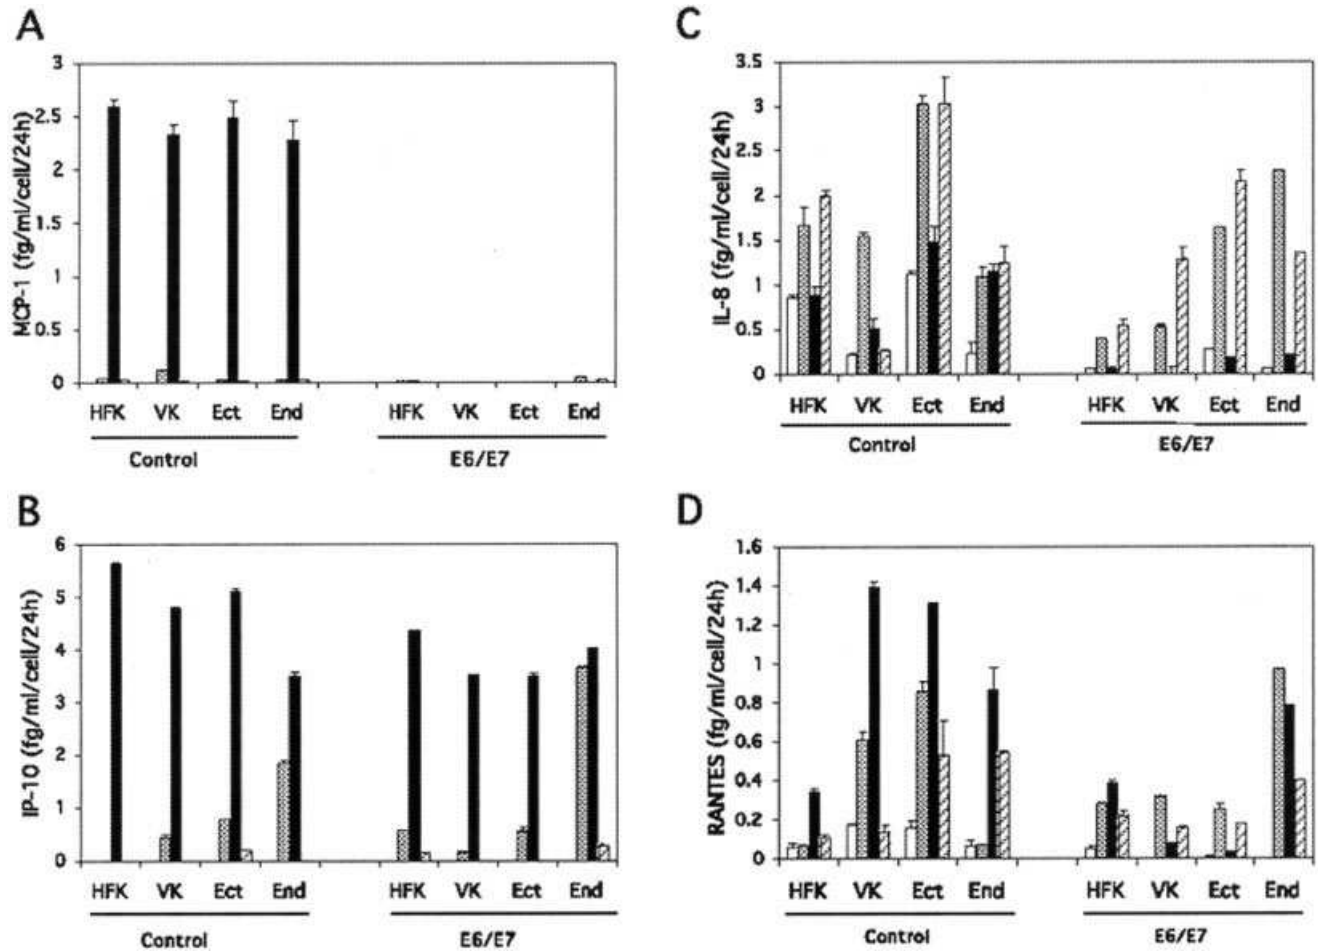 A
MCP-1 (fg/ml/cell/24h)
3
2.5
2
1.5
1
0.5
0
HFK VK Ect End HFK VK Ect End
Control E6/E7
B
IP-10 (fg/ml/cell/24h)
6
5
4
3
2
1
0
HFK VK Ect End HFK VK Ect End
Control E6/E7
C
IL-8 (fg/ml/cell/24h)
3.5
3
2.5
2
1.5
1
0.5
0
HFK VK Ect End HFK VK Ect End
Control E6/E7
D
RANTES (fg/ml/cell/24h)
1.6
1.4
1.2
1
0.8
0.6
0.4
0.2
0
HFK VK Ect End HFK VK Ect End
Control E6/E7